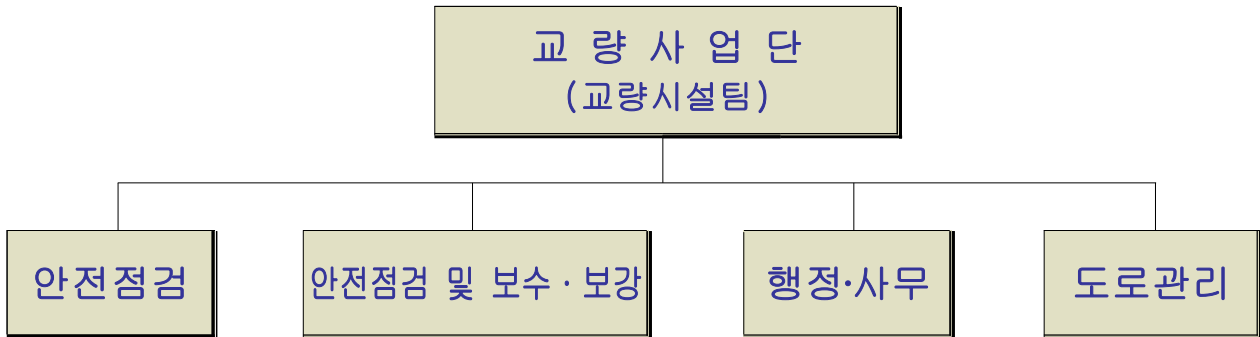 교 량 사 업 단
(교량시설팀)
안전점검
안전점검 및 보수 · 보강
행정·사무
도로관리